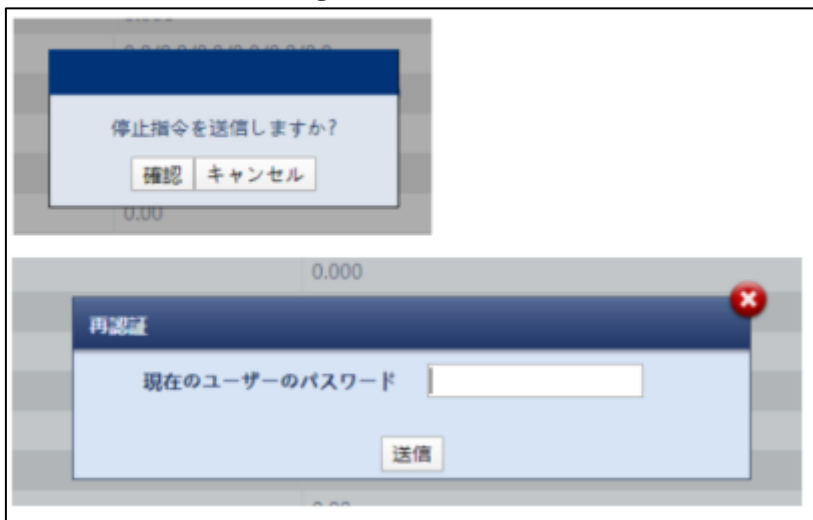 停止指令を送信しますか?
確認 キャンセル
0.00
0.000
再認証
現在のユーザーのパスワード
送信